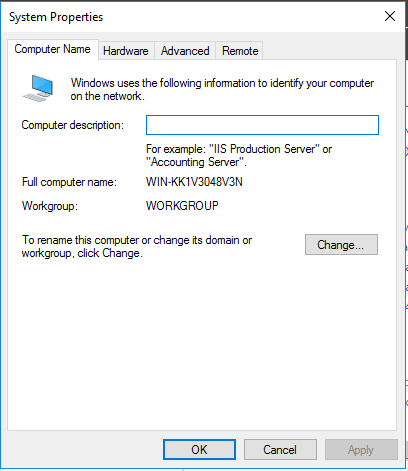 System Properties
Computer Name
Hardware
Advanced
Remote
Windows uses the following information to identify your computer
on the network.
Computer description:
For example: "IIS Production Server" or
"Accounting Server".
Full computer name:
WIN-KK1V3048V3N
Workgroup:
WORKGROUP
To rename this computer or change its domain or
workgroup, click Change.
Change...
OK
Cancel
Apply